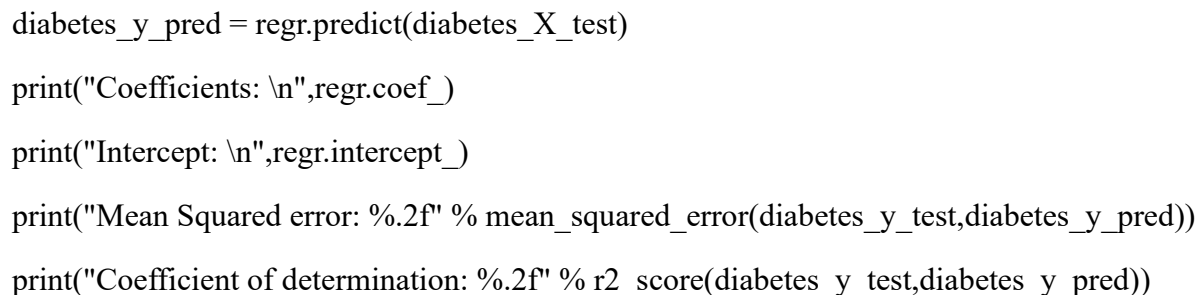 diabetes_y_pred = regr.predict(diabetes_X_test)
print("Coefficients: \n",regr.coef_)
print("Intercept: \n",regr.intercept_)
print("Mean Squared error: %.2f" % mean_squared_error(diabetes_y_test,diabetes_y_pred))
print("Coefficient of determination: %.2f" % r2_score(diabetes_y_test,diabetes_y_pred))